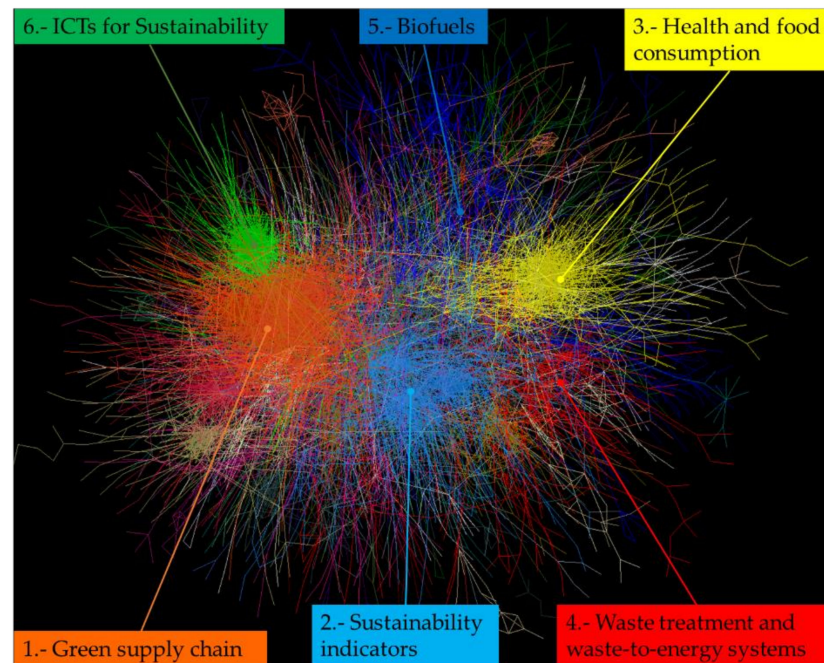 6.- ICTs for Sustainability
5.- Biofuels
3.- Health and food
consumption
1.- Green supply chain
2.- Sustainability
indicators
4.- Waste treatment and
waste-to-energy systems